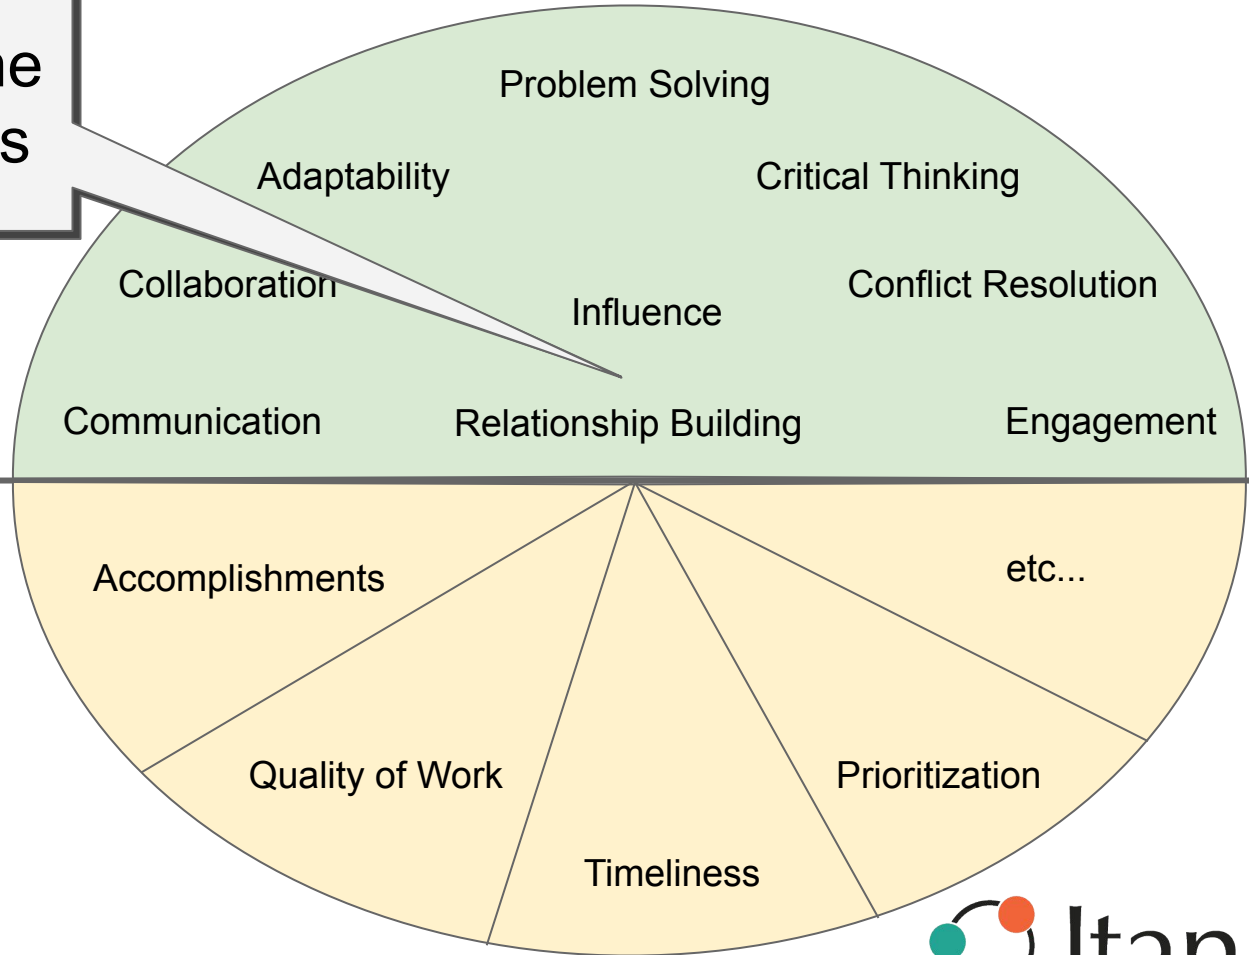 Problem Solving
Adaptability
Critical Thinking
Collaboration
Conflict Resolution
Influence
Communication
Relationship Building
Engagement
Accomplishments
etc...
Quality of Work
Prioritization
Timeliness